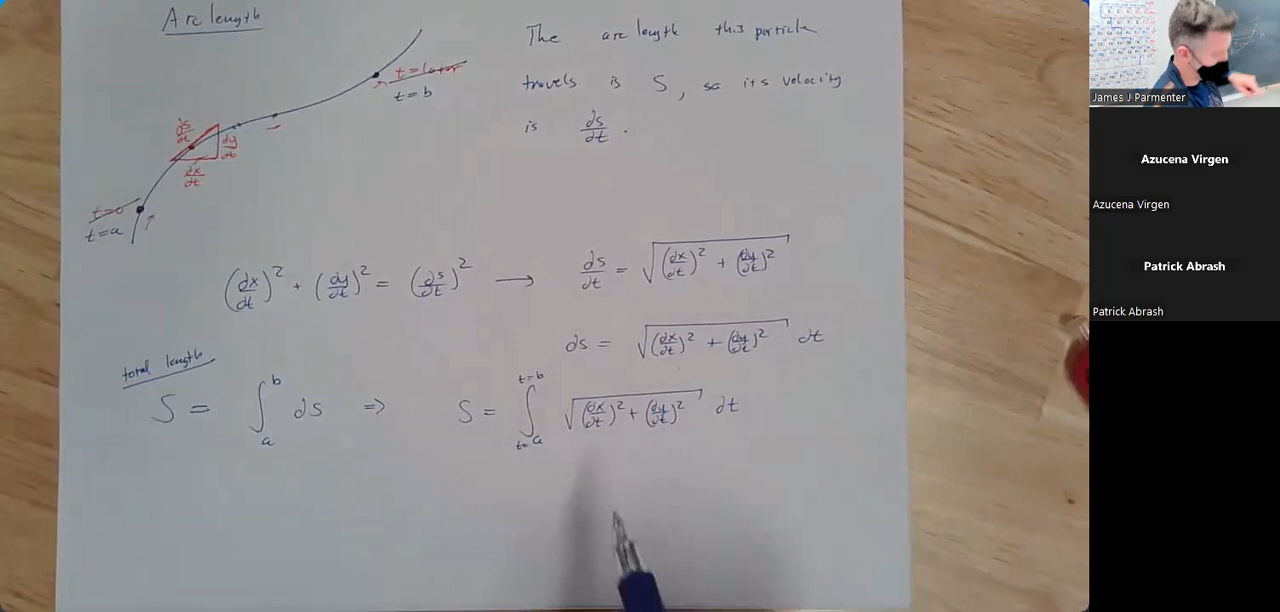 Arc length
The arc length this particle
t=later
travels is S, so its velocity
t=b
is ds/dt.
ds/dt
dy/dt
dx/dt
t=0
t=a
(dx/dt)² + (dy/dt)² = (ds/dt)² → ds/dt = √((dx/dt)² + (dy/dt)²)
ds = √((dx/dt)² + (dy/dt)²) dt
total length
S = ∫_a^b ds ⇒ S = ∫_{t=a}^{t=b} √((dx/dt)² + (dy/dt)²) dt
James J Parmenter
Azucena Virgen
Azucena Virgen
Patrick Abrash
Patrick Abrash